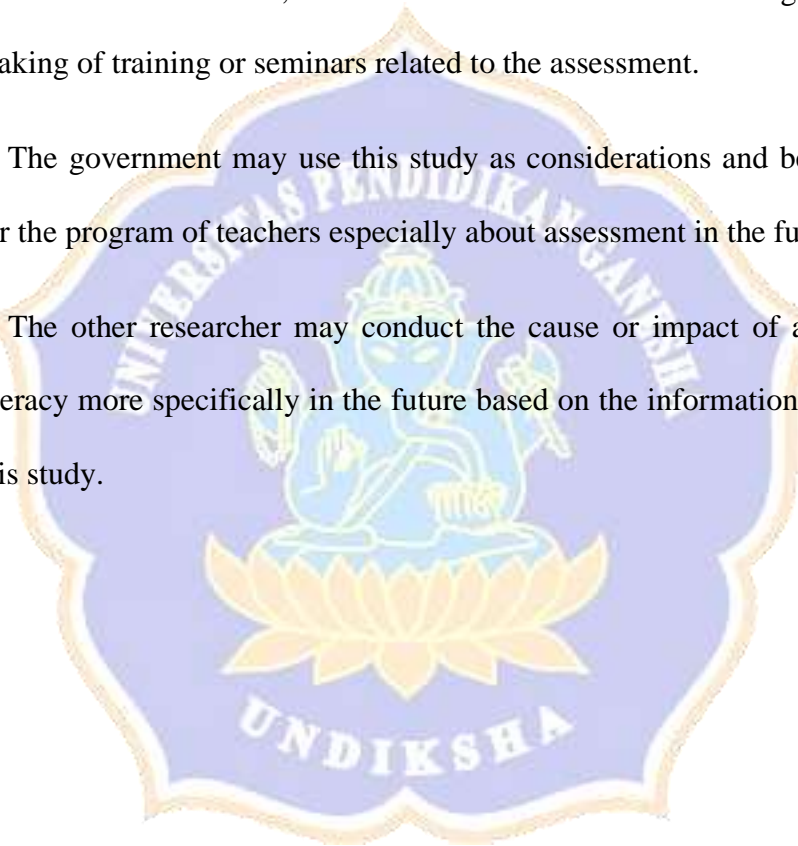 aking of training or seminars related to the assessment.
The government may use this study as considerations and be
r the program of teachers especially about assessment in the fu
The other researcher may conduct the cause or impact of a
eracy more specifically in the future based on the information
is study.
UNIVERSITAS PENDIDIKAN GANESH
UNDIKSHA